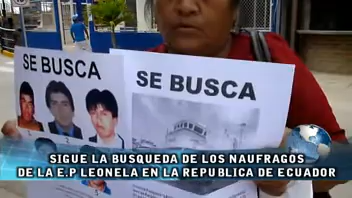 SE BUSCA
SE BUSCA
SIGUE LA BUSQUEDA DE LOS NAUFRAGOS
DE LA E.P LEONELA EN LA REPUBLICA DE ECUADOR